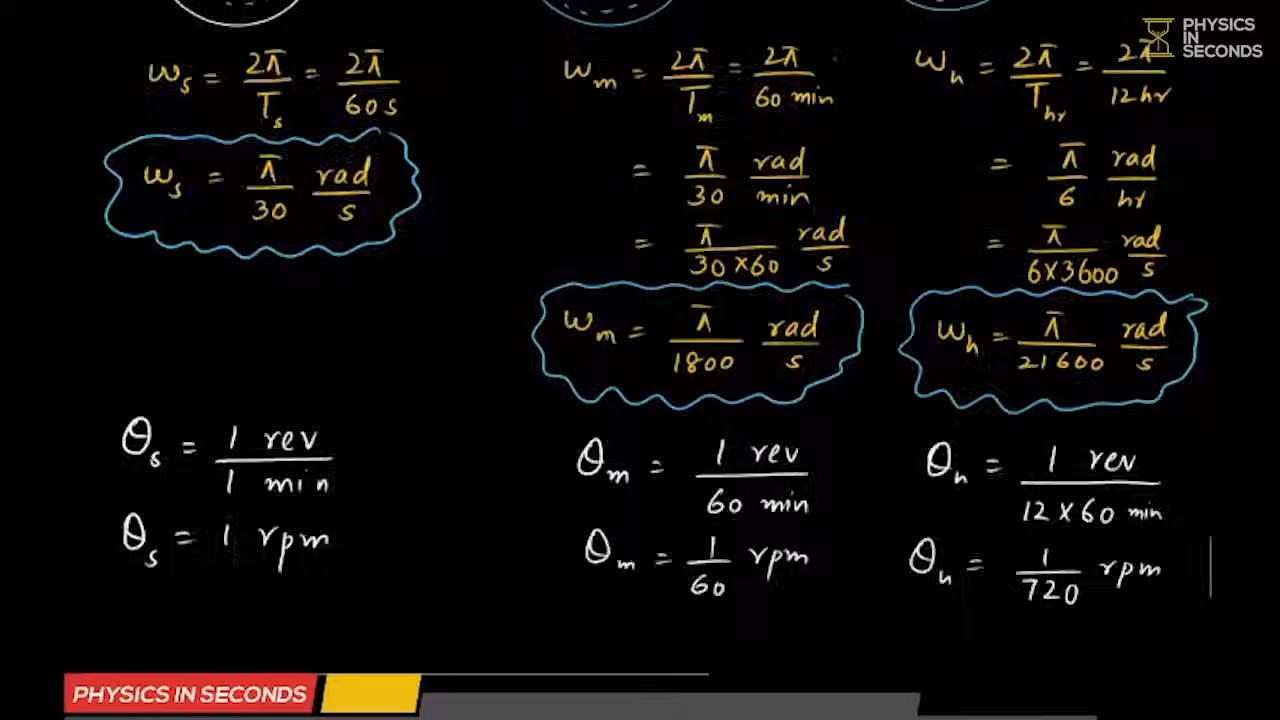 PHYSICS
IN
SECONDS
ωs = 2π/Ts = 2π/60s
ωs = π/30 rad/s
ωm = 2π/Tm = 2π/60 min
= π/30 rad/min
= π/30×60 rad/s
ωm = π/1800 rad/s
ωh = 2π/Thr = 2π/12hr
= π/6 rad/hr
= π/6×3600 rad/s
ωh = π/21600 rad/s
θs = 1 rev/1 min
θs = 1 rpm
θm = 1 rev/60 min
θm = 1/60 rpm
θh = 1 rev/12×60 min
θh = 1/720 rpm
PHYSICS IN SECONDS